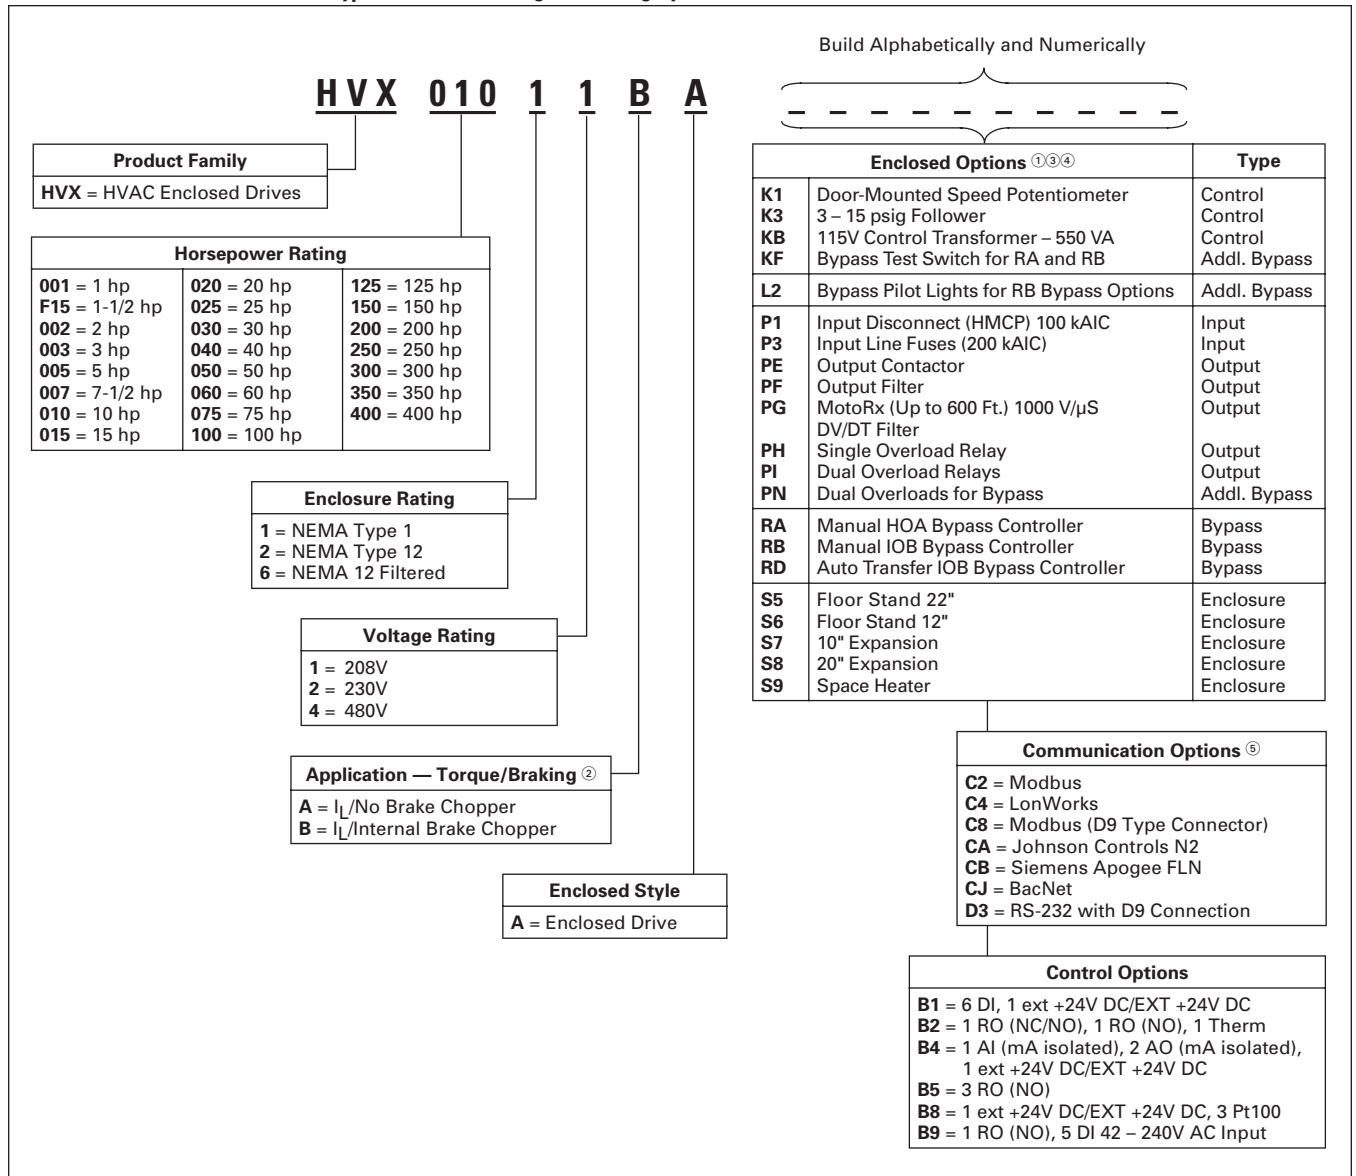 Build Alphabetically and Numerically
HVX 010 1 1 B A
Product Family
HVX = HVAC Enclosed Drives
Horsepower Rating
001 = 1 hp
F15 = 1-1/2 hp
002 = 2 hp
003 = 3 hp
005 = 5 hp
007 = 7-1/2 hp
010 = 10 hp
015 = 15 hp
020 = 20 hp
025 = 25 hp
030 = 30 hp
040 = 40 hp
050 = 50 hp
060 = 60 hp
075 = 75 hp
100 = 100 hp
125 = 125 hp
150 = 150 hp
200 = 200 hp
250 = 250 hp
300 = 300 hp
350 = 350 hp
400 = 400 hp
Enclosure Rating
1 = NEMA Type 1
2 = NEMA Type 12
6 = NEMA 12 Filtered
Voltage Rating
1 = 208V
2 = 230V
4 = 480V
Application — Torque/Braking ②
A = IL/No Brake Chopper
B = IL/Internal Brake Chopper
Enclosed Style
A = Enclosed Drive
Enclosed Options ①③④ Type
K1 Door-Mounted Speed Potentiometer Control
K3 3 – 15 psig Follower Control
KB 115V Control Transformer – 550 VA Control
KF Bypass Test Switch for RA and RB Addl. Bypass
L2 Bypass Pilot Lights for RB Bypass Options Addl. Bypass
P1 Input Disconnect (HMCP) 100 kAIC Input
P3 Input Line Fuses (200 kAIC) Input
PE Output Contactor Output
PF Output Filter Output
PG MotoRx (Up to 600 Ft.) 1000 V/µS Output
DV/DT Filter
PH Single Overload Relay Output
PI Dual Overload Relays Output
PN Dual Overloads for Bypass Addl. Bypass
RA Manual HOA Bypass Controller Bypass
RB Manual IOB Bypass Controller Bypass
RD Auto Transfer IOB Bypass Controller Bypass
S5 Floor Stand 22" Enclosure
S6 Floor Stand 12" Enclosure
S7 10" Expansion Enclosure
S8 20" Expansion Enclosure
S9 Space Heater Enclosure
Communication Options ⑤
C2 = Modbus
C4 = LonWorks
C8 = Modbus (D9 Type Connector)
CA = Johnson Controls N2
CB = Siemens Apogee FLN
CJ = BacNet
D3 = RS-232 with D9 Connection
Control Options
B1 = 6 DI, 1 ext +24V DC/EXT +24V DC
B2 = 1 RO (NC/NO), 1 RO (NO), 1 Therm
B4 = 1 AI (mA isolated), 2 AO (mA isolated),
1 ext +24V DC/EXT +24V DC
B5 = 3 RO (NO)
B8 = 1 ext +24V DC/EXT +24V DC, 3 Pt100
B9 = 1 RO (NO), 5 DI 42 – 240V AC Input